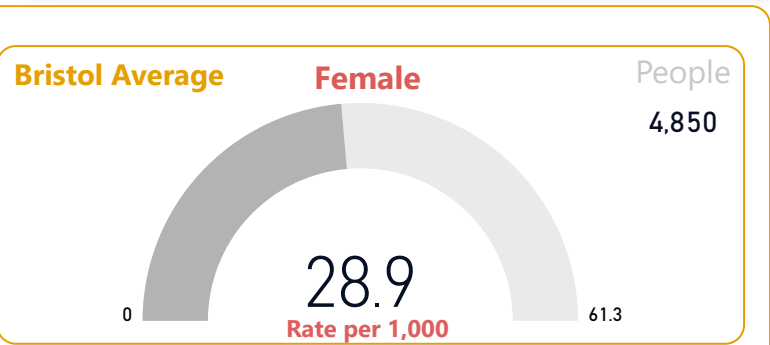 Bristol Average
Female
People
4,850
28.9
0
61.3
Rate per 1,000